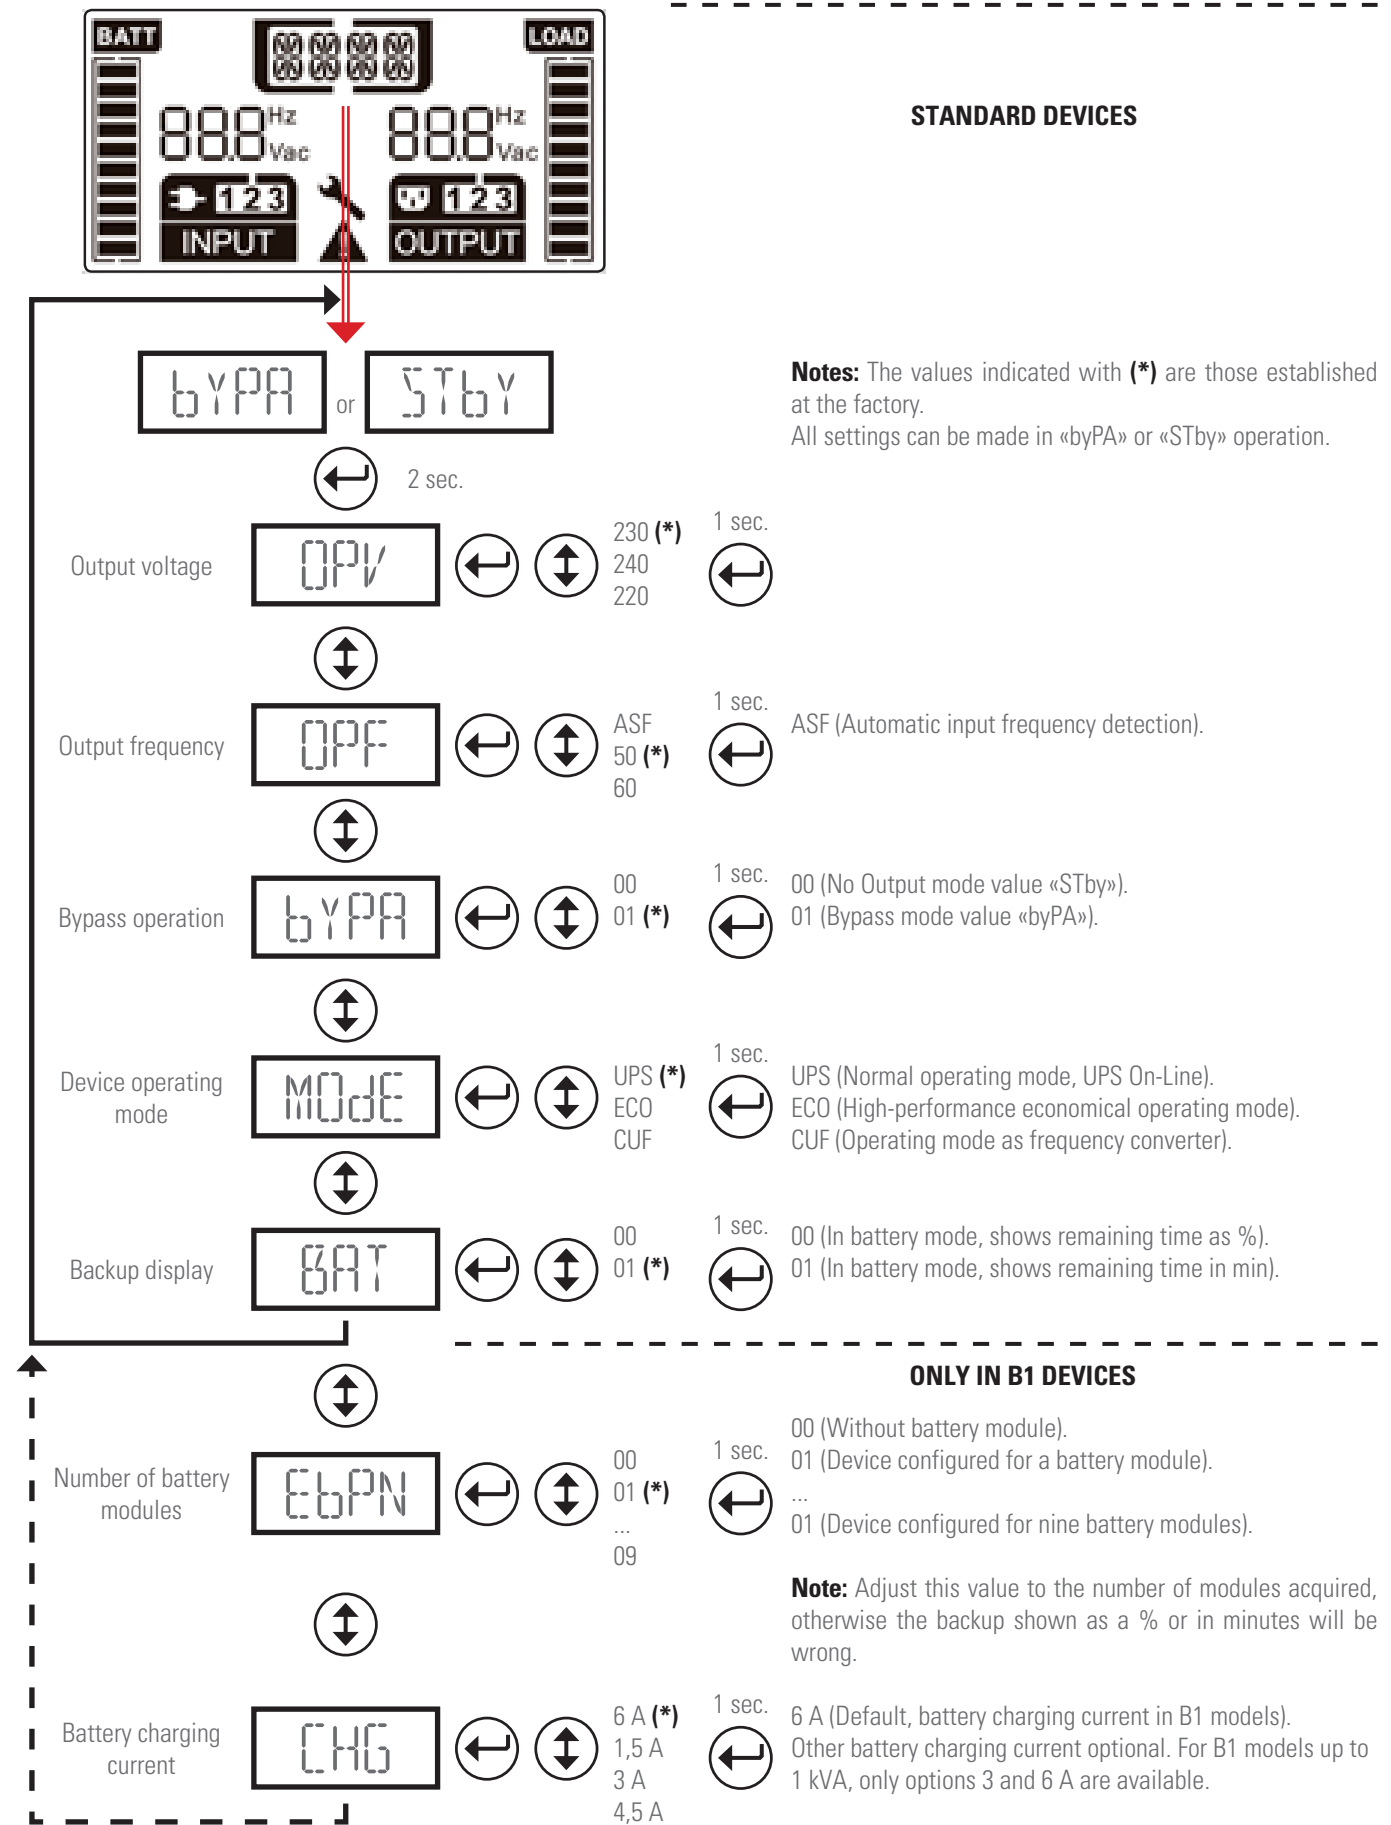 BATT
LOAD
88.8 Hz Vac
88.8 Hz Vac
1 2 3
1 2 3
INPUT
OUTPUT
STANDARD DEVICES
bYPA or STbY
Notes: The values indicated with (*) are those established
at the factory.
All settings can be made in «byPA» or «STby» operation.
2 sec.
Output voltage
OPV
230 (*)
240
220
1 sec.
Output frequency
OPF
ASF
50 (*)
60
1 sec.
ASF (Automatic input frequency detection).
Bypass operation
bYPA
00
01 (*)
1 sec.
00 (No Output mode value «STby»).
01 (Bypass mode value «byPA»).
Device operating
mode
MOdE
UPS (*)
ECO
CUF
1 sec.
UPS (Normal operating mode, UPS On-Line).
ECO (High-performance economical operating mode).
CUF (Operating mode as frequency converter).
Backup display
BAT
00
01 (*)
1 sec.
00 (In battery mode, shows remaining time as %).
01 (In battery mode, shows remaining time in min).
ONLY IN B1 DEVICES
Number of battery
modules
EbPN
00
01 (*)
...
09
1 sec.
00 (Without battery module).
01 (Device configured for a battery module).
...
01 (Device configured for nine battery modules).
Note: Adjust this value to the number of modules acquired,
otherwise the backup shown as a % or in minutes will be
wrong.
Battery charging
current
CHG
6 A (*)
1,5 A
3 A
4,5 A
1 sec.
6 A (Default, battery charging current in B1 models).
Other battery charging current optional. For B1 models up to
1 kVA, only options 3 and 6 A are available.